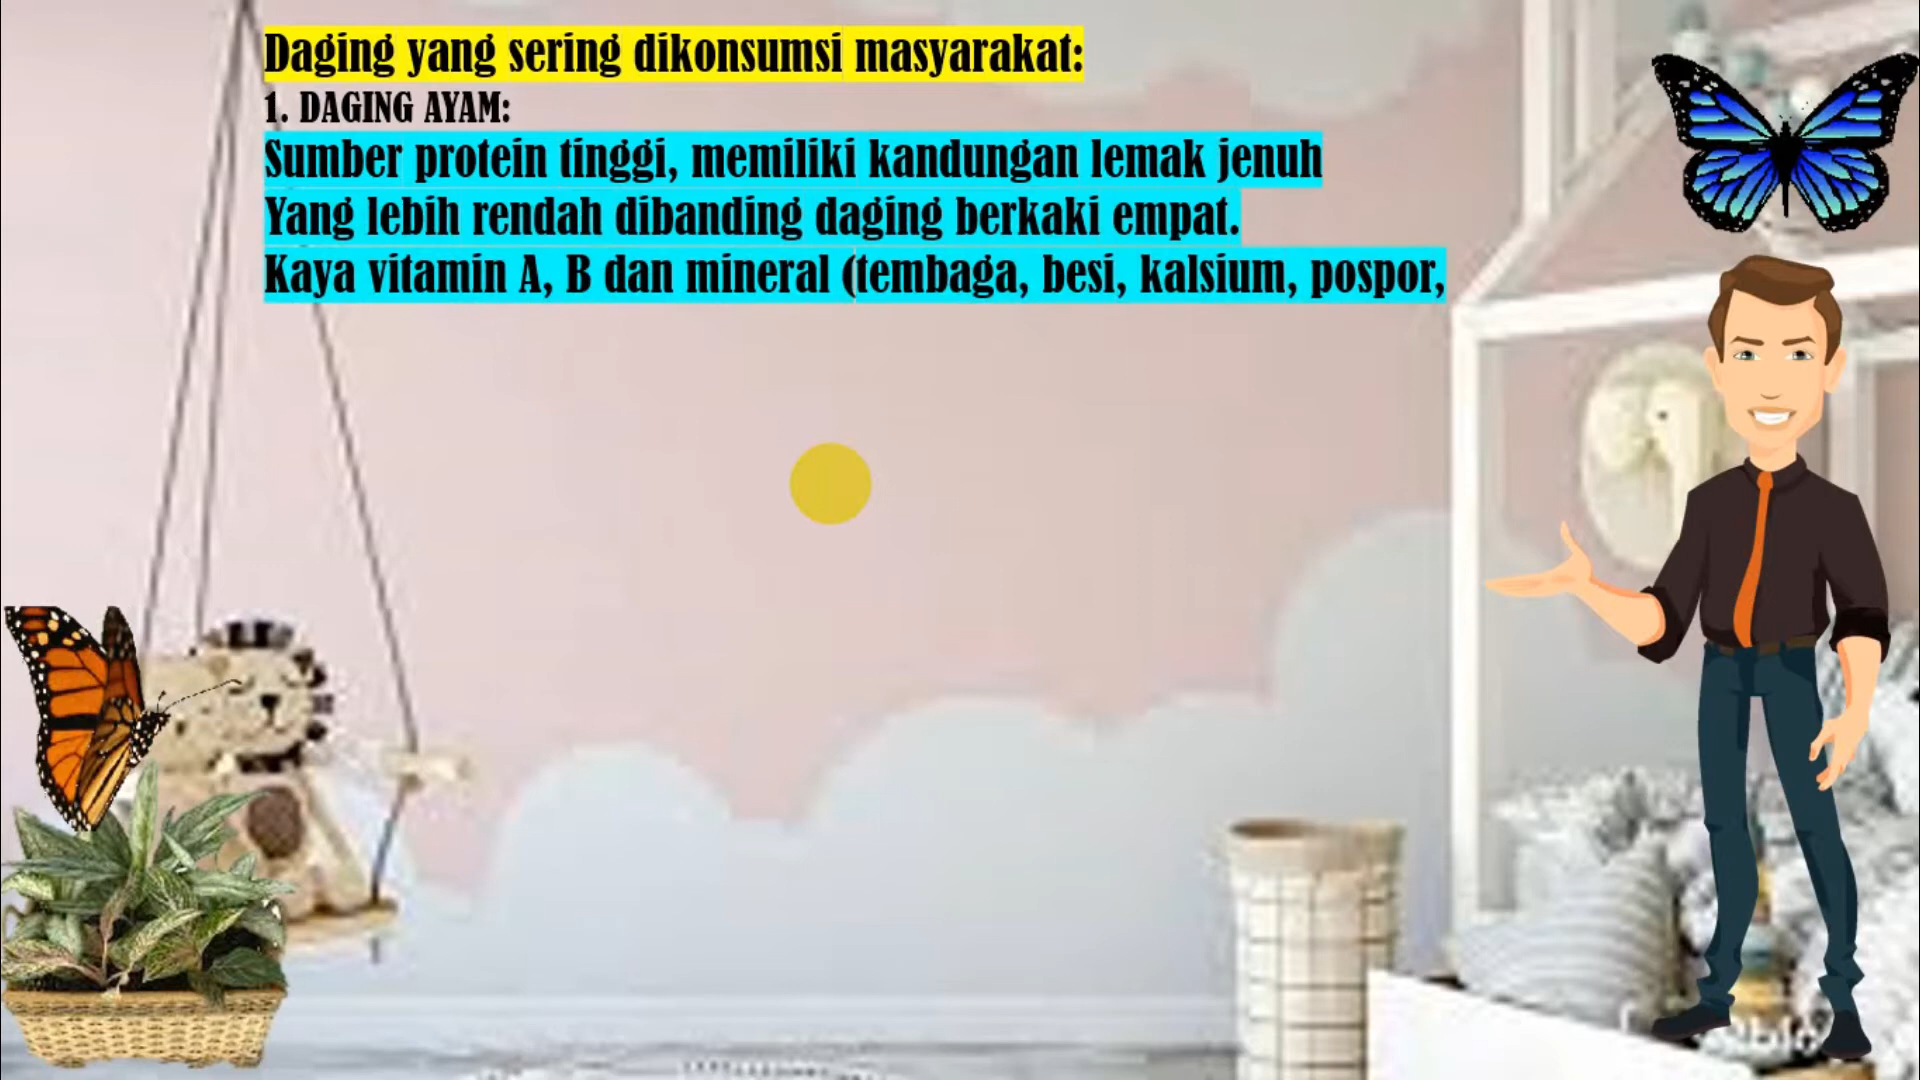 Daging yang sering dikonsumsi masyarakat:
1. DAGING AYAM:
Sumber protein tinggi, memiliki kandungan lemak jenuh
Yang lebih rendah dibanding daging berkaki empat.
Kaya vitamin A, B dan mineral (tembaga, besi, kalsium, pospor,